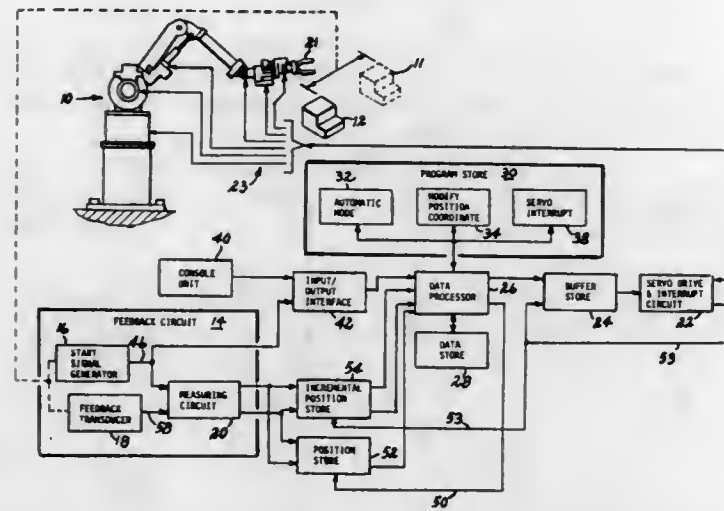 21
11
10
12
23
PROGRAM STORE 30
32
AUTOMATIC MODE
MODIFY POSITION COORDINATE
34
SERVO INTERRUPT
38
40
CONSOLE UNIT
INPUT/OUTPUT INTERFACE
42
DATA PROCESSOR
26
BUFFER STORE
24
SERVO DRIVE & INTERRUPT CIRCUIT
22
FEEDBACK CIRCUIT 14
16
START SIGNAL GENERATOR
46
DATA STORE
28
59
54
INCREMENTAL POSITION STORE
MEASURING CIRCUIT
20
FEEDBACK TRANSDUCER
18
58
53
POSITION STORE
52
50